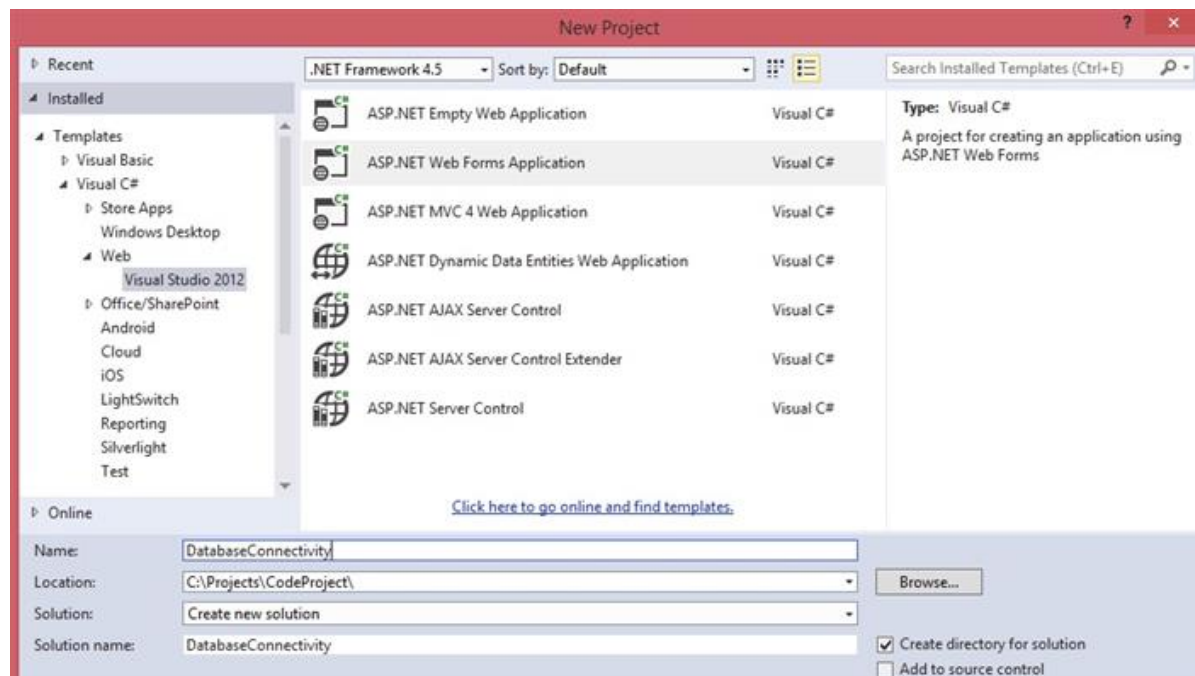 New Project
? ×
Recent
.NET Framework 4.5
Sort by: Default
Search Installed Templates (Ctrl+E)
Installed
Templates
Visual Basic
Visual C#
Store Apps
Windows Desktop
Web
Visual Studio 2012
Office/SharePoint
Android
Cloud
iOS
LightSwitch
Reporting
Silverlight
Test
Online
ASP.NET Empty Web Application Visual C#
ASP.NET Web Forms Application Visual C#
ASP.NET MVC 4 Web Application Visual C#
ASP.NET Dynamic Data Entities Web Application Visual C#
ASP.NET AJAX Server Control Visual C#
ASP.NET AJAX Server Control Extender Visual C#
ASP.NET Server Control Visual C#
Click here to go online and find templates.
Type: Visual C#
A project for creating an application using
ASP.NET Web Forms
Name: DatabaseConnectivity
Location: C:\Projects\CodeProject\
Browse...
Solution: Create new solution
Solution name: DatabaseConnectivity
Create directory for solution
Add to source control